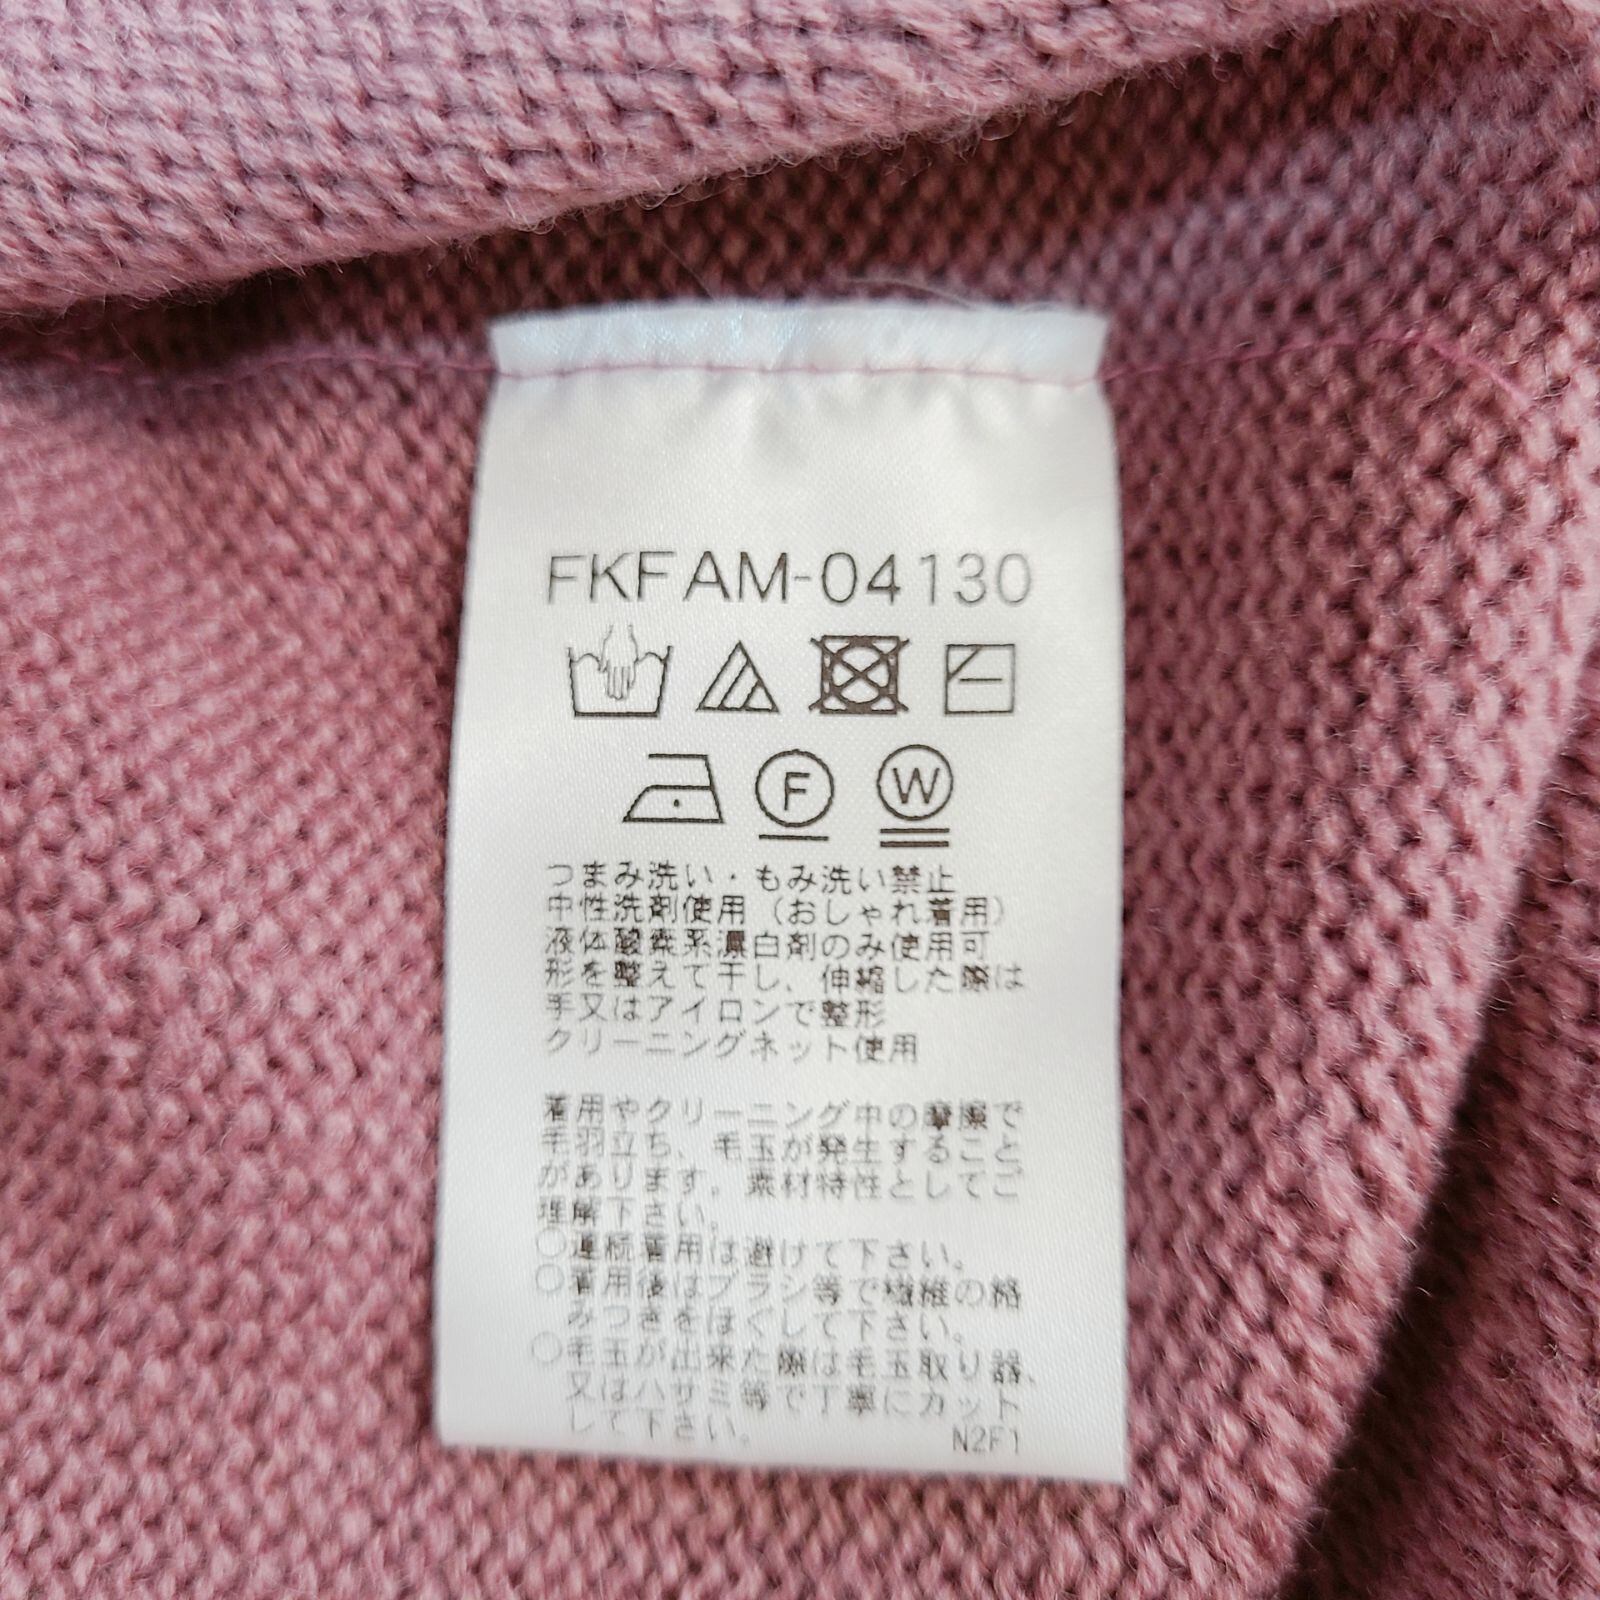 FKFAM-04130
F W
つまみ洗い・もみ洗い禁止
中性洗剤使用（おしゃれ着用）
液体酸素系漂白剤のみ使用可
形を整えて干し、伸縮した際は
手又はアイロンで整形
クリーニングネット使用
着用やクリーニング中の摩擦で
毛羽立ち、毛玉が発生すること
があります。素材特性としてご
理解下さい。
○連続着用は避けて下さい。
○着用後はブラシ等で繊維の絡
みつきをほぐして下さい。
○毛玉が出来た際は毛玉取り器、
又はハサミ等で丁寧にカット
して下さい。 N2F1